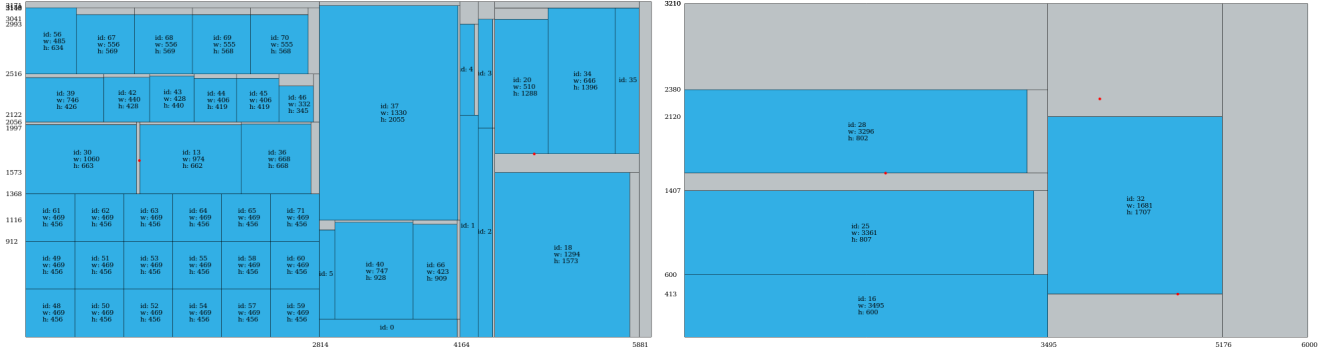 3041
2993
2516
2122
2056
1997
1573
1368
1116
912
id: 56
w: 485
h: 634
id: 67
w: 556
h: 569
id: 68
w: 556
h: 569
id: 69
w: 555
h: 568
id: 70
w: 555
h: 568
id: 39
w: 746
h: 426
id: 42
w: 440
h: 428
id: 43
w: 428
h: 440
id: 44
w: 406
h: 419
id: 45
w: 406
h: 419
id: 46
w: 332
h: 345
id: 30
w: 1060
h: 663
id: 13
w: 974
h: 662
id: 36
w: 668
h: 668
id: 61
w: 469
h: 456
id: 62
w: 469
h: 456
id: 63
w: 469
h: 456
id: 64
w: 469
h: 456
id: 65
w: 469
h: 456
id: 71
w: 469
h: 456
id: 49
w: 469
h: 456
id: 51
w: 469
h: 456
id: 53
w: 469
h: 456
id: 55
w: 469
h: 456
id: 58
w: 469
h: 456
id: 60
w: 469
h: 456
id: 48
w: 469
h: 456
id: 50
w: 469
h: 456
id: 52
w: 469
h: 456
id: 54
w: 469
h: 456
id: 57
w: 469
h: 456
id: 59
w: 469
h: 456
id: 37
w: 1330
h: 2055
id: 5
id: 40
w: 747
h: 928
id: 66
w: 423
h: 909
id: 0
id: 4
id: 3
id: 1
id: 2
id: 20
w: 510
h: 1288
id: 34
w: 646
h: 1396
id: 35
id: 18
w: 1294
h: 1573
2814
4164
5881
3210
2380
2120
1407
600
413
id: 28
w: 3296
h: 802
id: 25
w: 3361
h: 807
id: 16
w: 3495
h: 600
id: 32
w: 1681
h: 1707
3495
5176
6000